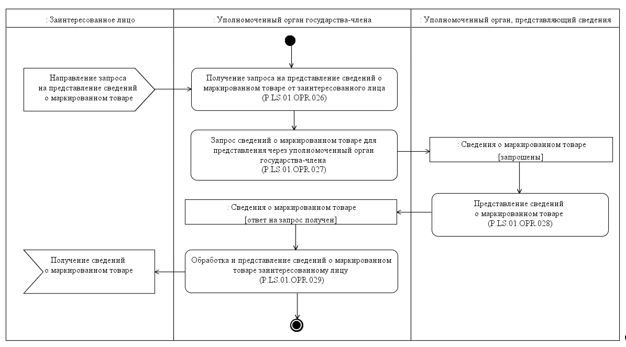 : Заинтересованное лицо
: Уполномоченный орган государства-члена
: Уполномоченный орган, представляющий сведения
Направление запроса
на представление сведений
о маркированном товаре
Получение запроса на представление сведений о
маркированном товаре от заинтересованного лица
(P.LS.01.OPR.026)
Запрос сведений о маркированном товаре для
представления через уполномоченный орган
государства-члена
(P.LS.01.OPR.027)
: Сведения о маркированном товаре
[запрошены]
Представление сведений
о маркированном товаре
(P.LS.01.OPR.028)
: Сведения о маркированном товаре
[ответ на запрос получен]
Получение сведений
о маркированном товаре
Обработка и представление сведений о маркированном
товаре заинтересованному лицу
(P.LS.01.OPR.029)